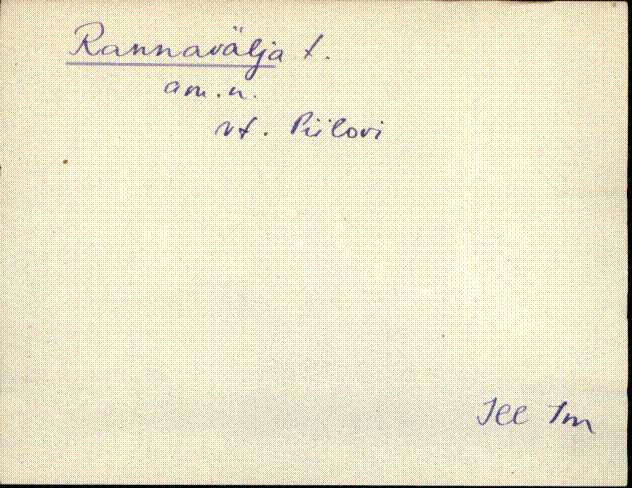 Rannavälja t.
am.n.
vt. Piilovi
Jee Im